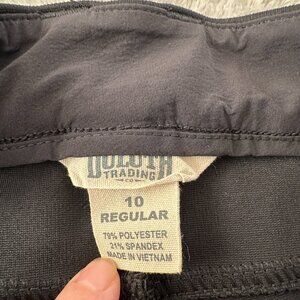 DULUTH
TRADING
CO
10
REGULAR
79% POLYESTER
21% SPANDEX
MADE IN VIETNAM